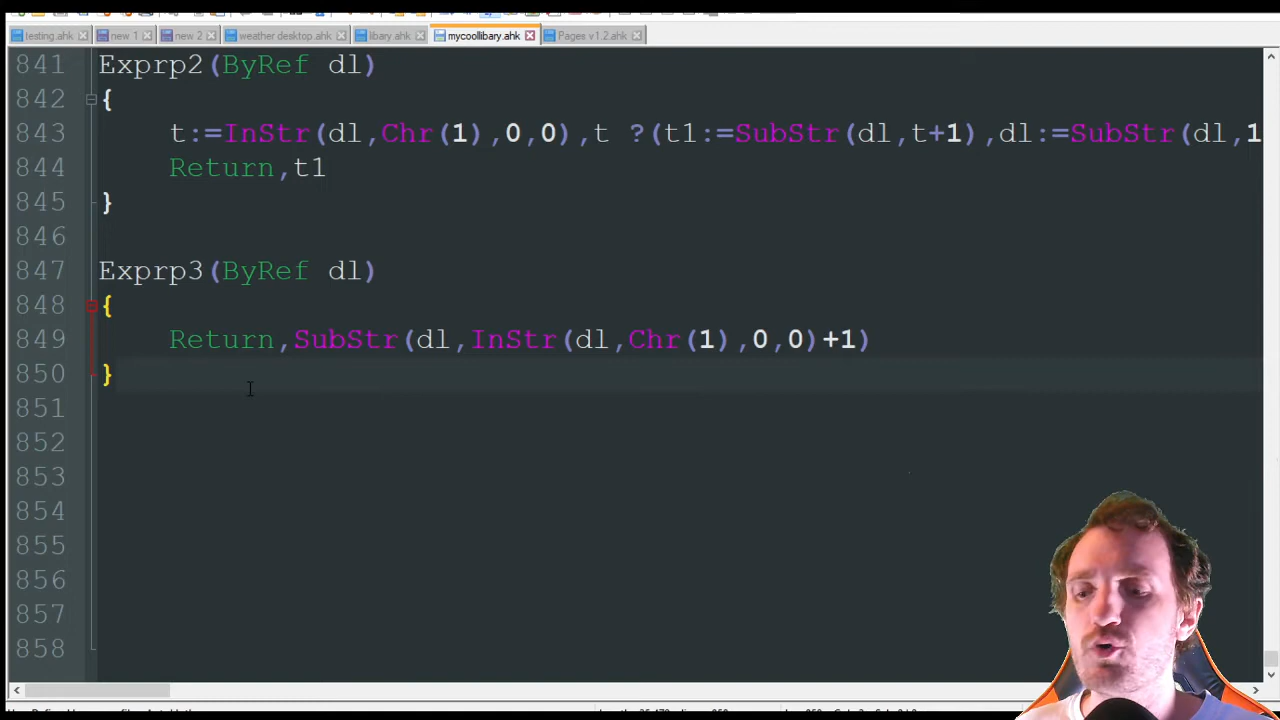 testing.ahk new 1 new 2 weather desktop.ahk libary.ahk mycoollibary.ahk Pages v1.2.ahk
841 Exprp2(ByRef dl)
842 {
843 t:=InStr(dl,Chr(1),0,0),t ?(t1:=SubStr(dl,t+1),dl:=SubStr(dl,1
844 Return,t1
845 }
846
847 Exprp3(ByRef dl)
848 {
849 Return,SubStr(dl,InStr(dl,Chr(1),0,0)+1)
850 }
851
852
853
854
855
856
857
858